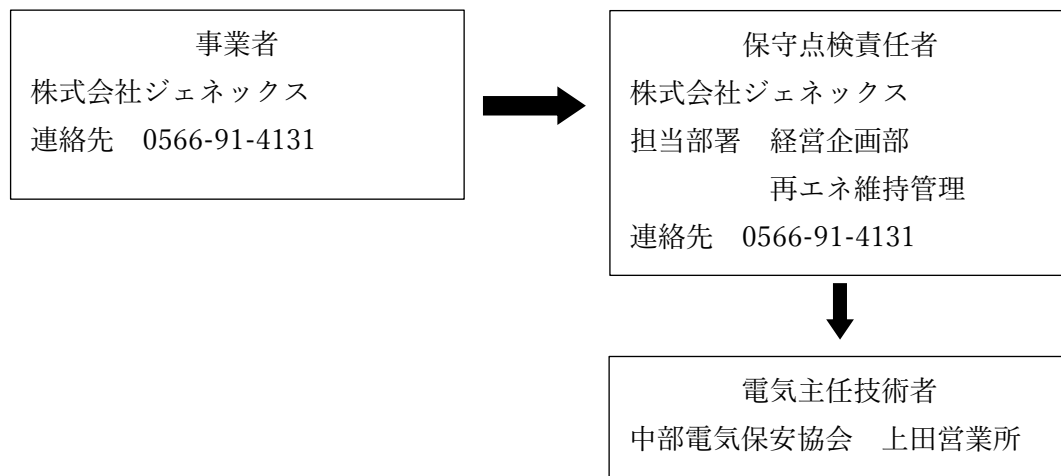 事業者
株式会社ジェネックス
連絡先　0566-91-4131
保守点検責任者
株式会社ジェネックス
担当部署　経営企画部
再エネ維持管理
連絡先　0566-91-4131
電気主任技術者
中部電気保安協会　上田営業所